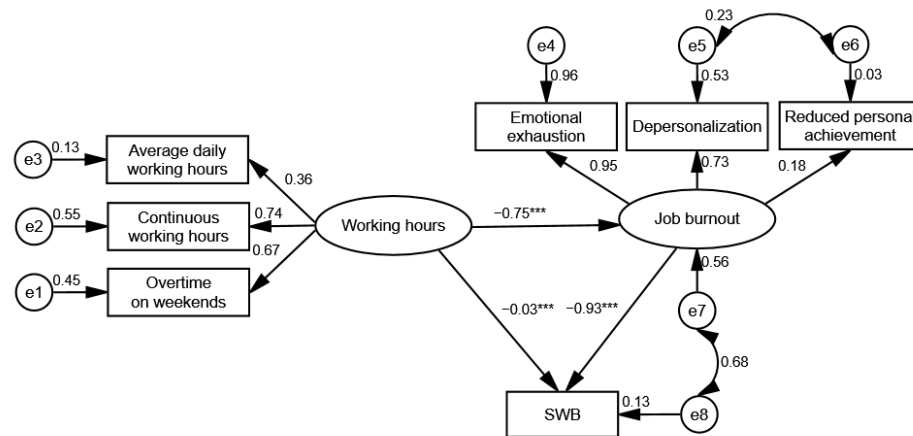 0.23
e4
e5
e6
0.96
0.53
0.03
Emotional
exhaustion
Depersonalization
Reduced personal
achievement
e3
0.13
Average daily
working hours
0.95
0.73
0.18
0.36
e2
0.55
Continuous
working hours
0.74
Working hours
−0.75***
Job burnout
0.67
e1
0.45
Overtime
on weekends
0.56
−0.03***
−0.93***
e7
0.68
SWB
0.13
e8